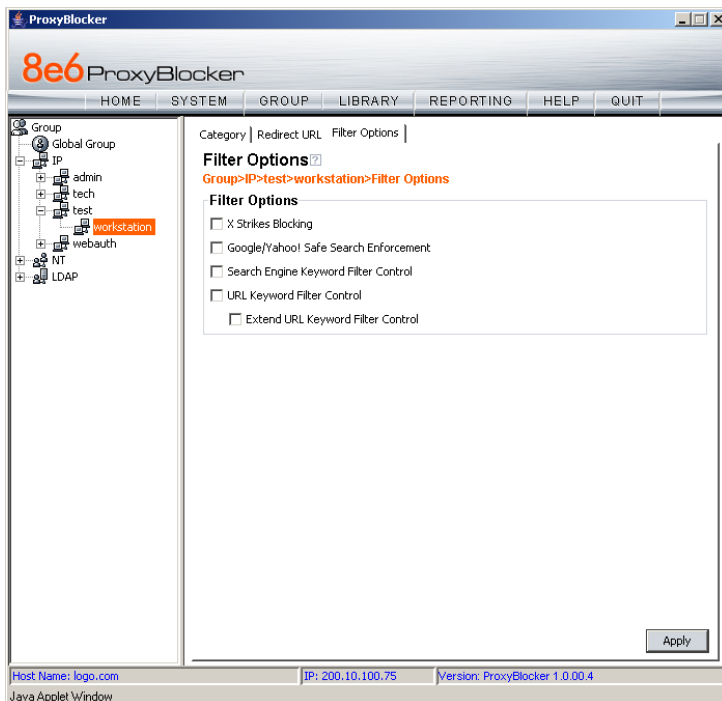 ProxyBlocker
8e6 ProxyBlocker
HOME SYSTEM GROUP LIBRARY REPORTING HELP QUIT
Group
Global Group
IP
admin
tech
test
workstation
webauth
NT
LDAP
Category Redirect URL Filter Options
Filter Options ?
Group>IP>test>workstation>Filter Options
Filter Options
X Strikes Blocking
Google/Yahoo! Safe Search Enforcement
Search Engine Keyword Filter Control
URL Keyword Filter Control
Extend URL Keyword Filter Control
Apply
Host Name: logo.com IP: 200.10.100.75 Version: ProxyBlocker 1.0.00.4
Java Applet Window